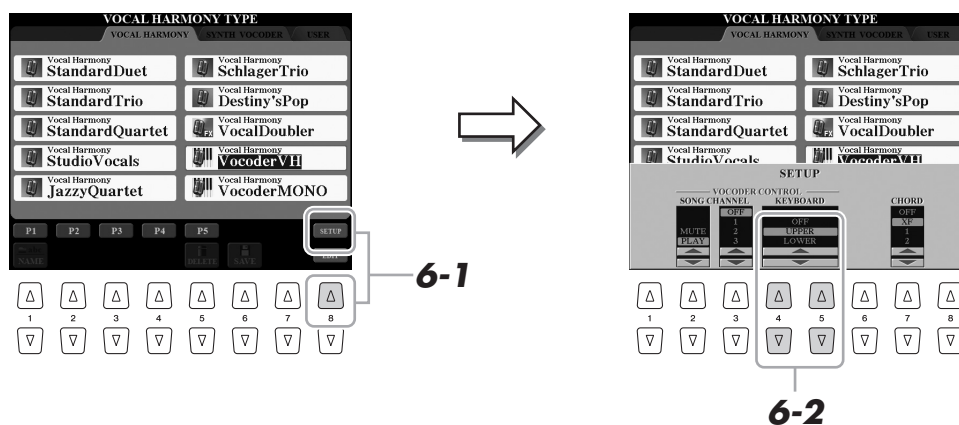 VOCAL HARMONY TYPE
VOCAL HARMONY SYNTH VOCODER USER
Vocal Harmony
StandardDuet
Vocal Harmony
SchlagerTrio
Vocal Harmony
StandardTrio
Vocal Harmony
Destiny'sPop
Vocal Harmony
StandardQuartet
FX
Vocal Harmony
VocalDoubler
Vocal Harmony
StudioVocals
Vocal Harmony
VocoderVH
Vocal Harmony
JazzyQuartet
Vocal Harmony
VocoderMONO
P1 P2 P3 P4 P5 SETUP
NAME DELETE SAVE EDIT
1 2 3 4 5 6 7 8
6-1
VOCAL HARMONY TYPE
VOCAL HARMONY SYNTH VOCODER USER
Vocal Harmony
StandardDuet
Vocal Harmony
SchlagerTrio
Vocal Harmony
StandardTrio
Vocal Harmony
Destiny'sPop
Vocal Harmony
StandardQuartet
FX
Vocal Harmony
VocalDoubler
Vocal Harmony
StudioVocals
Vocal Harmony
VocoderVH
SETUP
VOCODER CONTROL
SONG CHANNEL KEYBOARD CHORD
MUTE
PLAY
OFF
1
2
3
OFF
UPPER
LOWER
OFF
XF
1
2
1 2 3 4 5 6 7 8
6-2